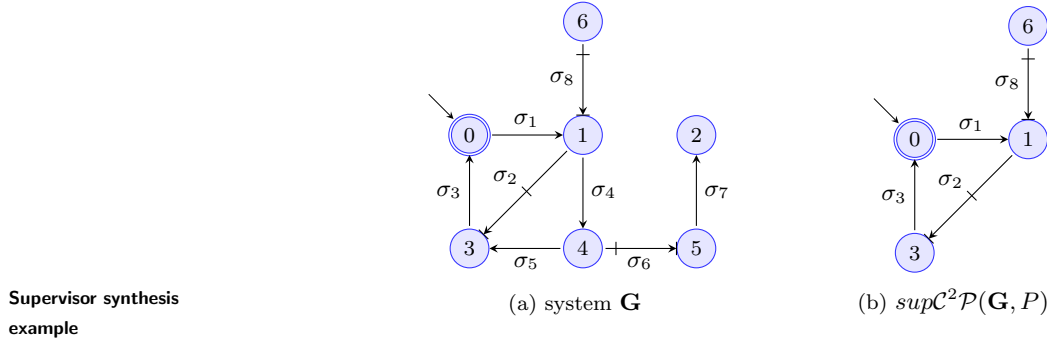 6
6
σ8
σ8
0
σ1
1
2
0
σ1
1
σ3
σ2
σ4
σ7
σ3
σ2
3
σ5
4
σ6
5
3
(a) system G
(b) supC²P(G, P)
Supervisor synthesis
example